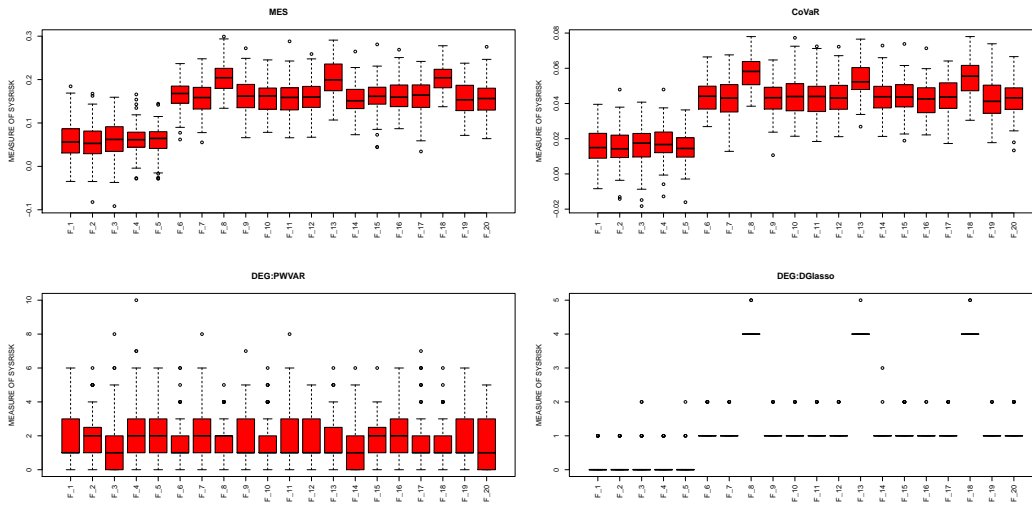 MES
MEASURE OF SYSRISK
−0.1 0.0 0.1 0.2 0.3
F_1 F_2 F_3 F_4 F_5 F_6 F_7 F_8 F_9 F_10 F_11 F_12 F_13 F_14 F_15 F_16 F_17 F_18 F_19 F_20
CoVaR
MEASURE OF SYSRISK
−0.02 0.00 0.02 0.04 0.06 0.08
F_1 F_2 F_3 F_4 F_5 F_6 F_7 F_8 F_9 F_10 F_11 F_12 F_13 F_14 F_15 F_16 F_17 F_18 F_19 F_20
DEG:PWVAR
MEASURE OF SYSRISK
0 2 4 6 8 10
F_1 F_2 F_3 F_4 F_5 F_6 F_7 F_8 F_9 F_10 F_11 F_12 F_13 F_14 F_15 F_16 F_17 F_18 F_19 F_20
DEG:DGlasso
MEASURE OF SYSRISK
0 1 2 3 4 5
F_1 F_2 F_3 F_4 F_5 F_6 F_7 F_8 F_9 F_10 F_11 F_12 F_13 F_14 F_15 F_16 F_17 F_18 F_19 F_20